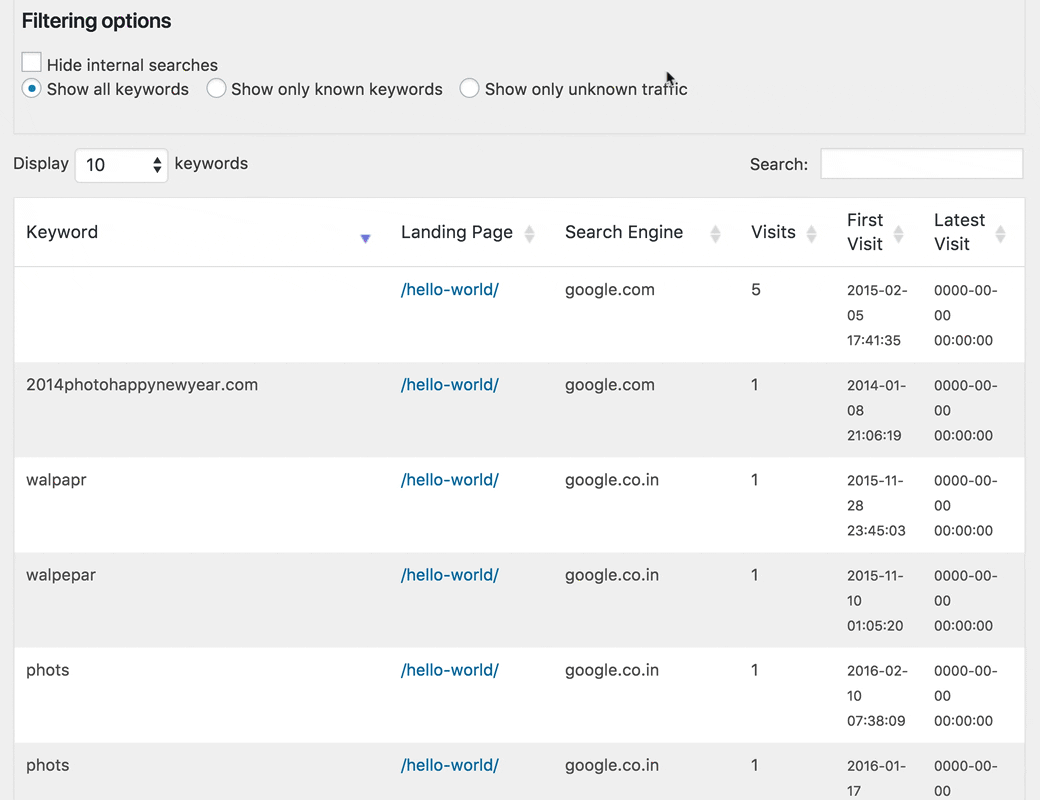 Filtering options
Hide internal searches
Show all keywords Show only known keywords Show only unknown traffic
Display 10 keywords Search:
Keyword Landing Page Search Engine Visits First Visit Latest Visit
/hello-world/ google.com 5 2015-02-05 17:41:35 0000-00-00 00:00:00
2014photohappynewyear.com /hello-world/ google.com 1 2014-01-08 21:06:19 0000-00-00 00:00:00
walpapr /hello-world/ google.co.in 1 2015-11-28 23:45:03 0000-00-00 00:00:00
walpepar /hello-world/ google.co.in 1 2015-11-10 01:05:20 0000-00-00 00:00:00
phots /hello-world/ google.co.in 1 2016-02-10 07:38:09 0000-00-00 00:00:00
phots /hello-world/ google.co.in 1 2016-01-17 0000-00-00